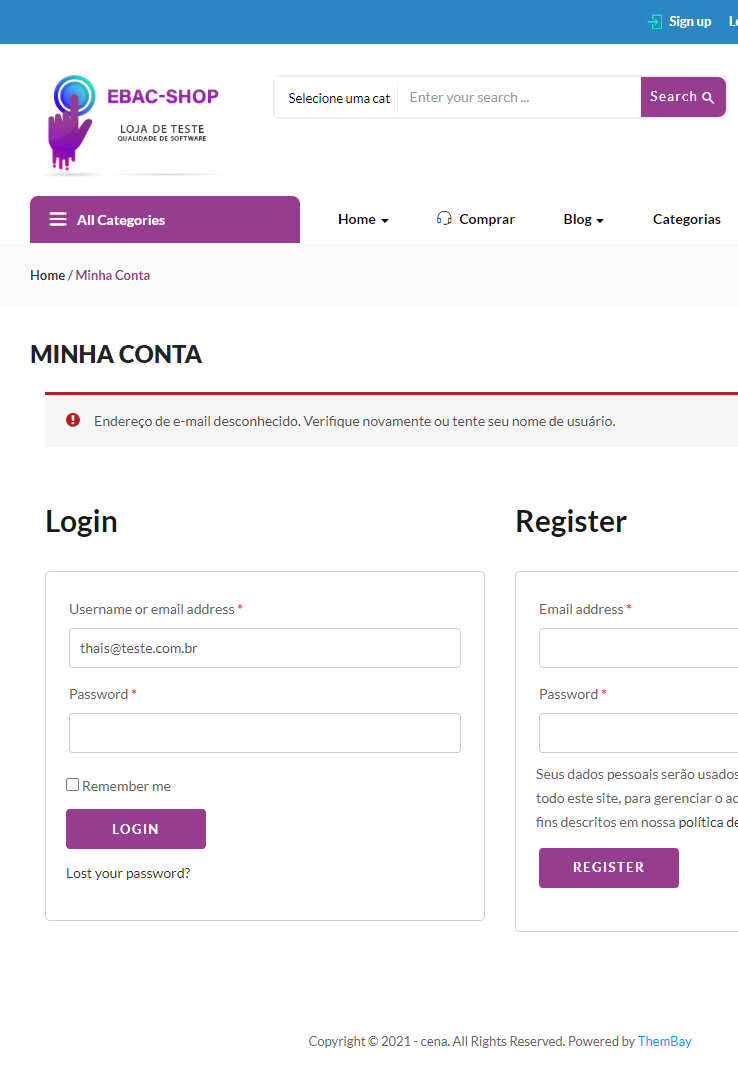 Sign up
EBAC-SHOP
LOJA DE TESTE
QUALIDADE DE SOFTWARE
Selecione uma cat
Enter your search ...
Search
All Categories
Home
Comprar
Blog
Categorias
Home / Minha Conta
MINHA CONTA
Endereço de e-mail desconhecido. Verifique novamente ou tente seu nome de usuário.
Login
Username or email address *
thais@teste.com.br
Password *
Remember me
LOGIN
Lost your password?
Register
Email address *
Password *
Seus dados pessoais serão usados
todo este site, para gerenciar o
fins descritos em nossa política
REGISTER
Copyright © 2021 - cena. All Rights Reserved. Powered by ThemBay